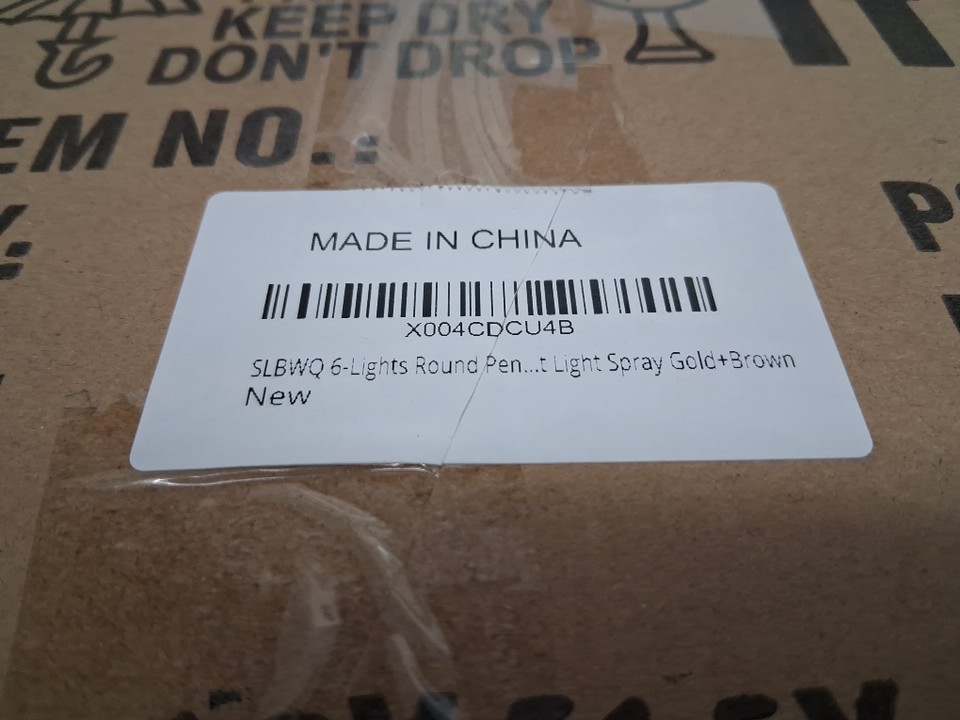 KEEP DRY
DON'T DROP
EM NO.:
MADE IN CHINA
X004CDCU4B
SLBWQ 6-Lights Round Pen...t Light Spray Gold+Brown
New